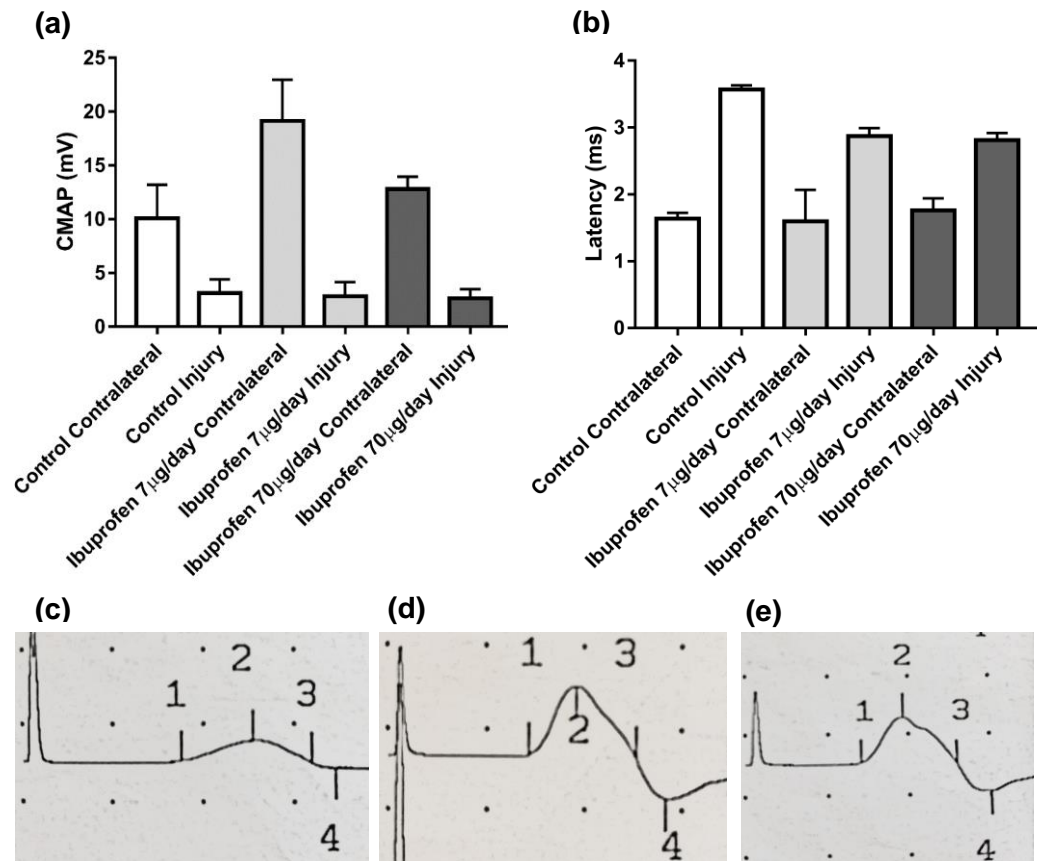 (a)
CMAP (mV)
25
20
15
10
5
0
Control Contralateral
Control Injury
Ibuprofen 7μg/day Contralateral
Ibuprofen 7μg/day Injury
Ibuprofen 70μg/day Contralateral
Ibuprofen 70μg/day Injury
(b)
Latency (ms)
4
3
2
1
0
Control Contralateral
Control Injury
Ibuprofen 7μg/day Contralateral
Ibuprofen 7μg/day Injury
Ibuprofen 70μg/day Contralateral
Ibuprofen 70μg/day Injury
(c)
1 2 3 4
(d)
1 2 3 4
(e)
1 2 3 4